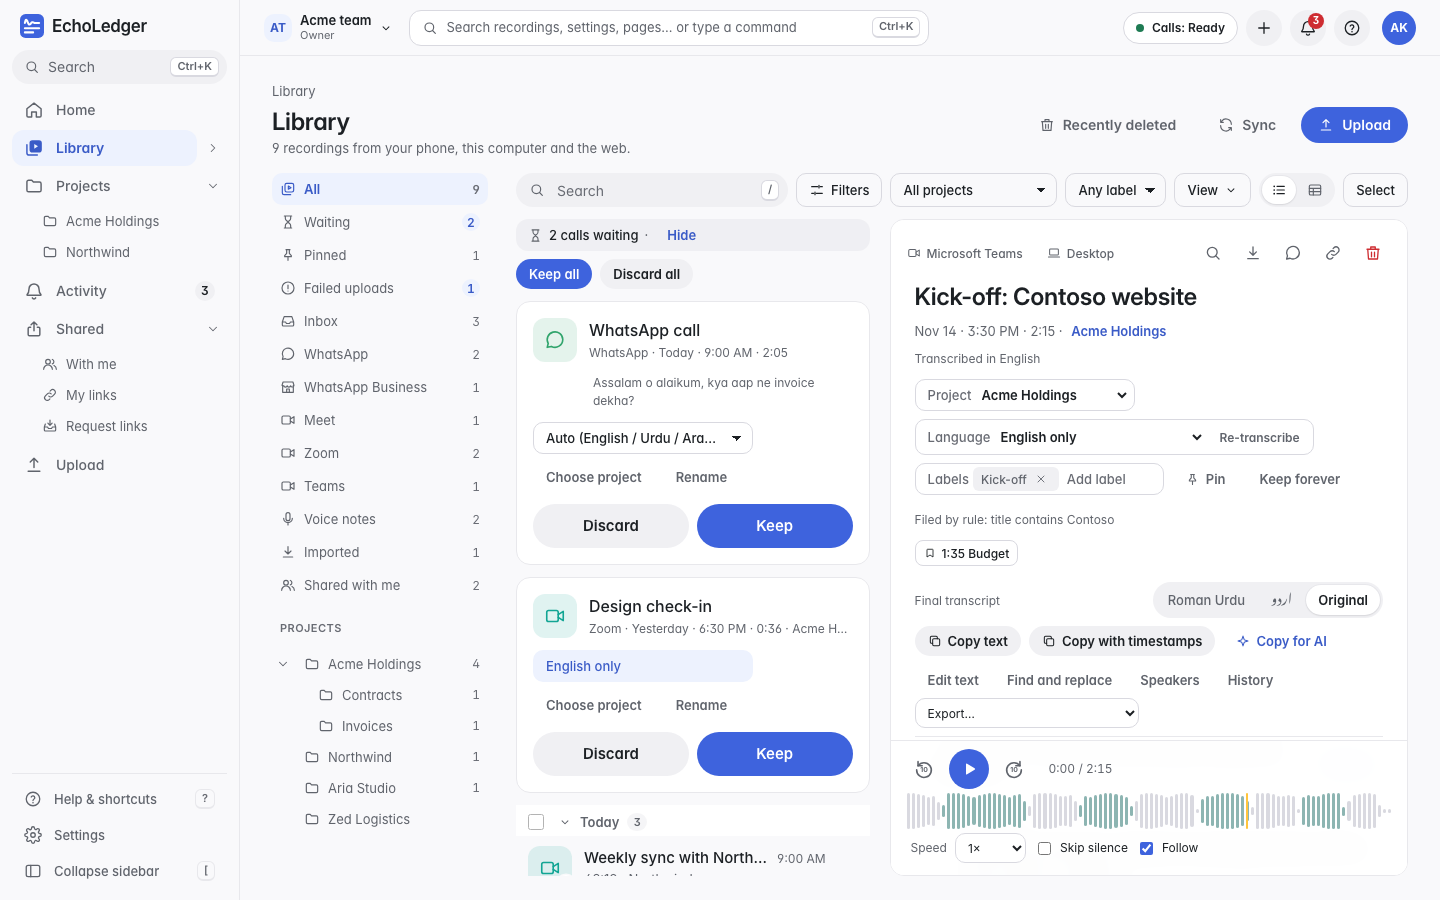 EchoLedger
Search Ctrl+K
Home
Library
Projects
Acme Holdings
Northwind
Activity 3
Shared
With me
My links
Request links
Upload
Help & shortcuts ?
Settings
Collapse sidebar [
AT Acme team
Owner
Search recordings, settings, pages... or type a command Ctrl+K
Calls: Ready
3
AK
Library
Library
9 recordings from your phone, this computer and the web.
Recently deleted
Sync
Upload
All 9
Waiting 2
Pinned 1
Failed uploads 1
Inbox 3
WhatsApp 2
WhatsApp Business 1
Meet 1
Zoom 2
Teams 1
Voice notes 2
Imported 1
Shared with me 2
PROJECTS
Acme Holdings 4
Contracts 1
Invoices 1
Northwind 1
Aria Studio 1
Zed Logistics
Search /
Filters
All projects
Any label
View
Select
2 calls waiting · Hide
Keep all Discard all
WhatsApp call
WhatsApp · Today · 9:00 AM · 2:05
Assalam o alaikum, kya aap ne invoice
dekha?
Auto (English / Urdu / Ara...
Choose project Rename
Discard Keep
Design check-in
Zoom · Yesterday · 6:30 PM · 0:36 · Acme H...
English only
Choose project Rename
Discard Keep
Today 3
Weekly sync with North... 9:00 AM
Microsoft Teams Desktop
Kick-off: Contoso website
Nov 14 · 3:30 PM · 2:15 · Acme Holdings
Transcribed in English
Project Acme Holdings
Language English only Re-transcribe
Labels Kick-off × Add label Pin Keep forever
Filed by rule: title contains Contoso
1:35 Budget
Final transcript Roman Urdu اردو Original
Copy text Copy with timestamps Copy for AI
Edit text Find and replace Speakers History
Export...
10 10 0:00 / 2:15
Speed 1× Skip silence Follow